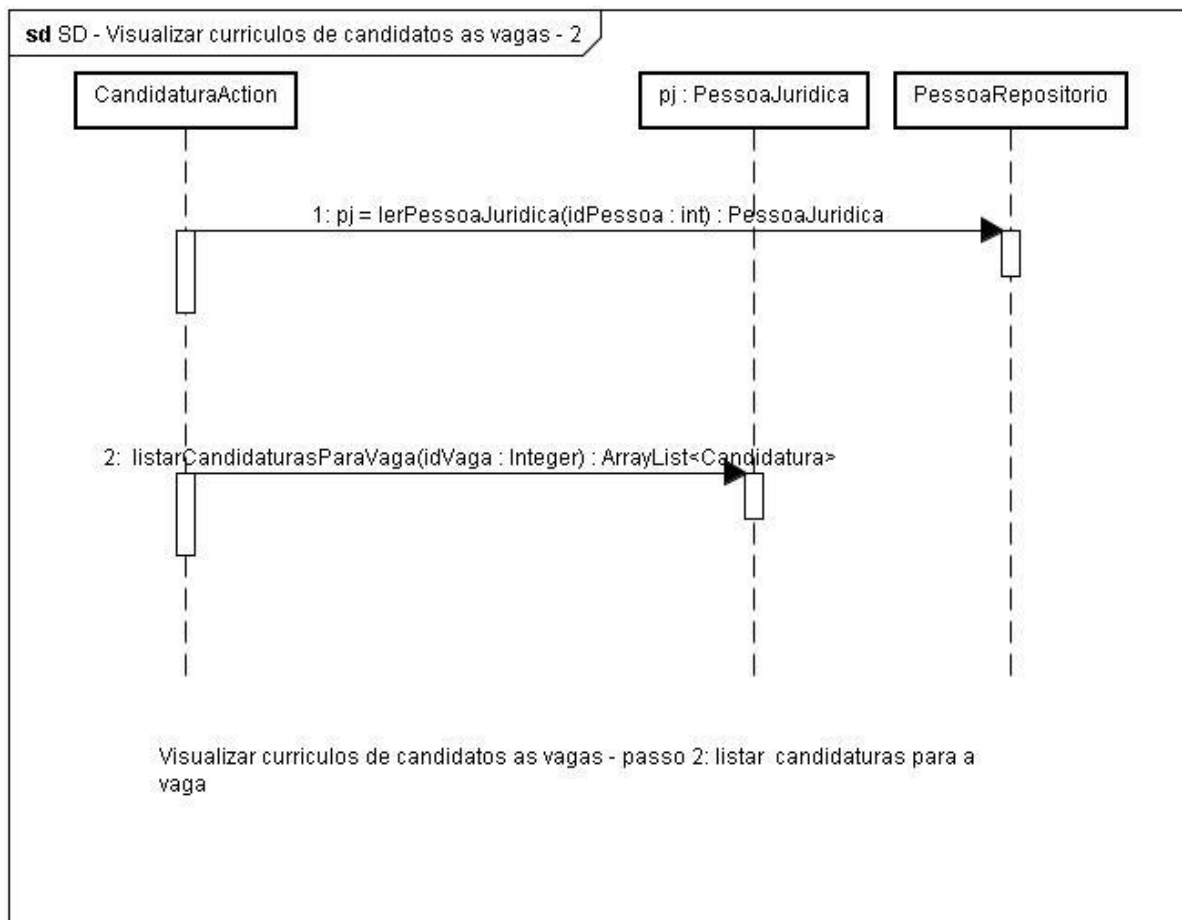 sd SD - Visualizar curriculos de candidatos as vagas - 2
CandidaturaAction
pj : PessoaJuridica
PessoaRepositorio
1: pj = lerPessoaJuridica(idPessoa : int) : PessoaJuridica
2:  listarCandidaturasParaVaga(idVaga : Integer) : ArrayList<Candidatura>
Visualizar curriculos de candidatos as vagas - passo 2: listar  candidaturas para a
vaga